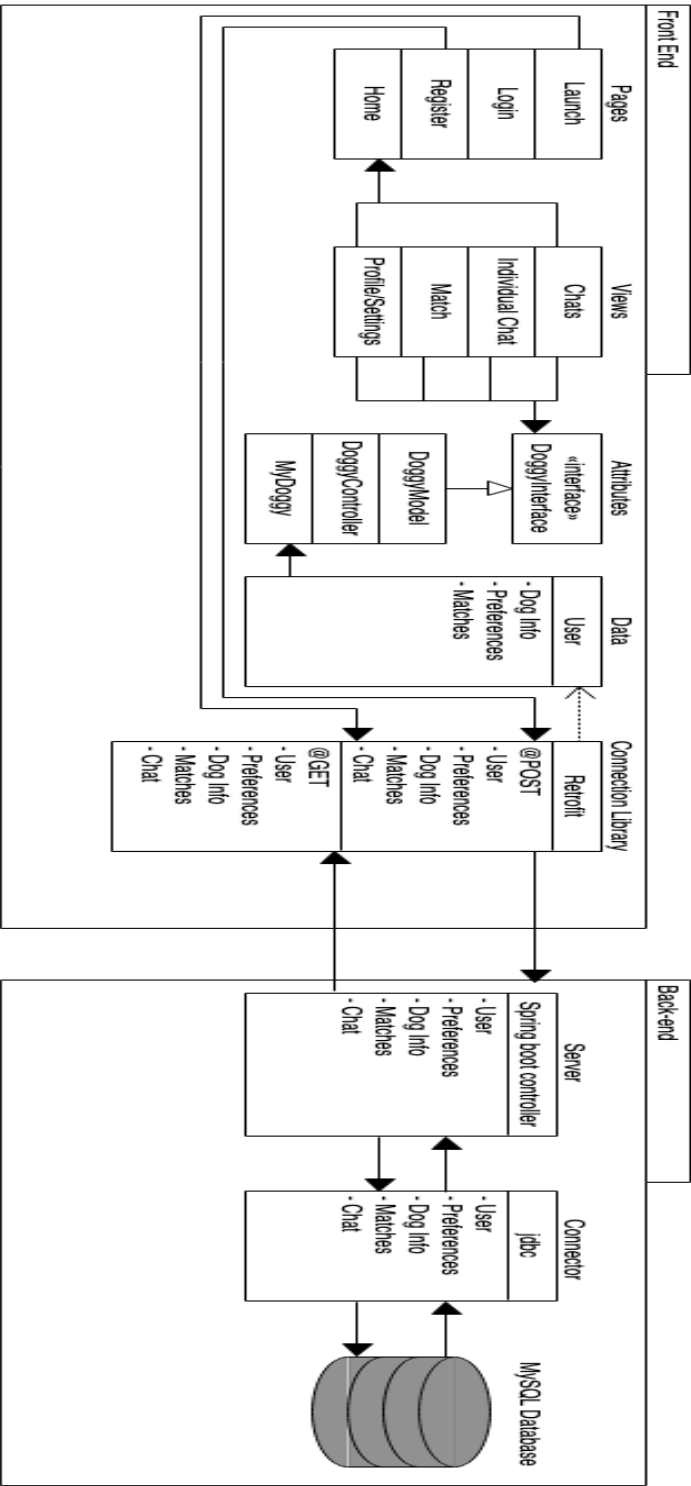 Front End
Pages
Launch
Login
Register
Home
Views
Chats
Individual Chat
Match
Profile/Settings
Attributes
«interface»
DoggyInterface
DoggyModel
DoggyController
MyDoggy
Data
User
- Dog Info
- Preferences
- Matches
Connection Library
Retrofit
@POST
- User
- Preferences
- Dog Info
- Matches
- Chat
@GET
- User
- Preferences
- Dog Info
- Matches
- Chat
Back-end
Server
Spring boot controller
- User
- Preferences
- Dog Info
- Matches
- Chat
Connector
jdbc
- User
- Preferences
- Dog Info
- Matches
- Chat
MySQL Database